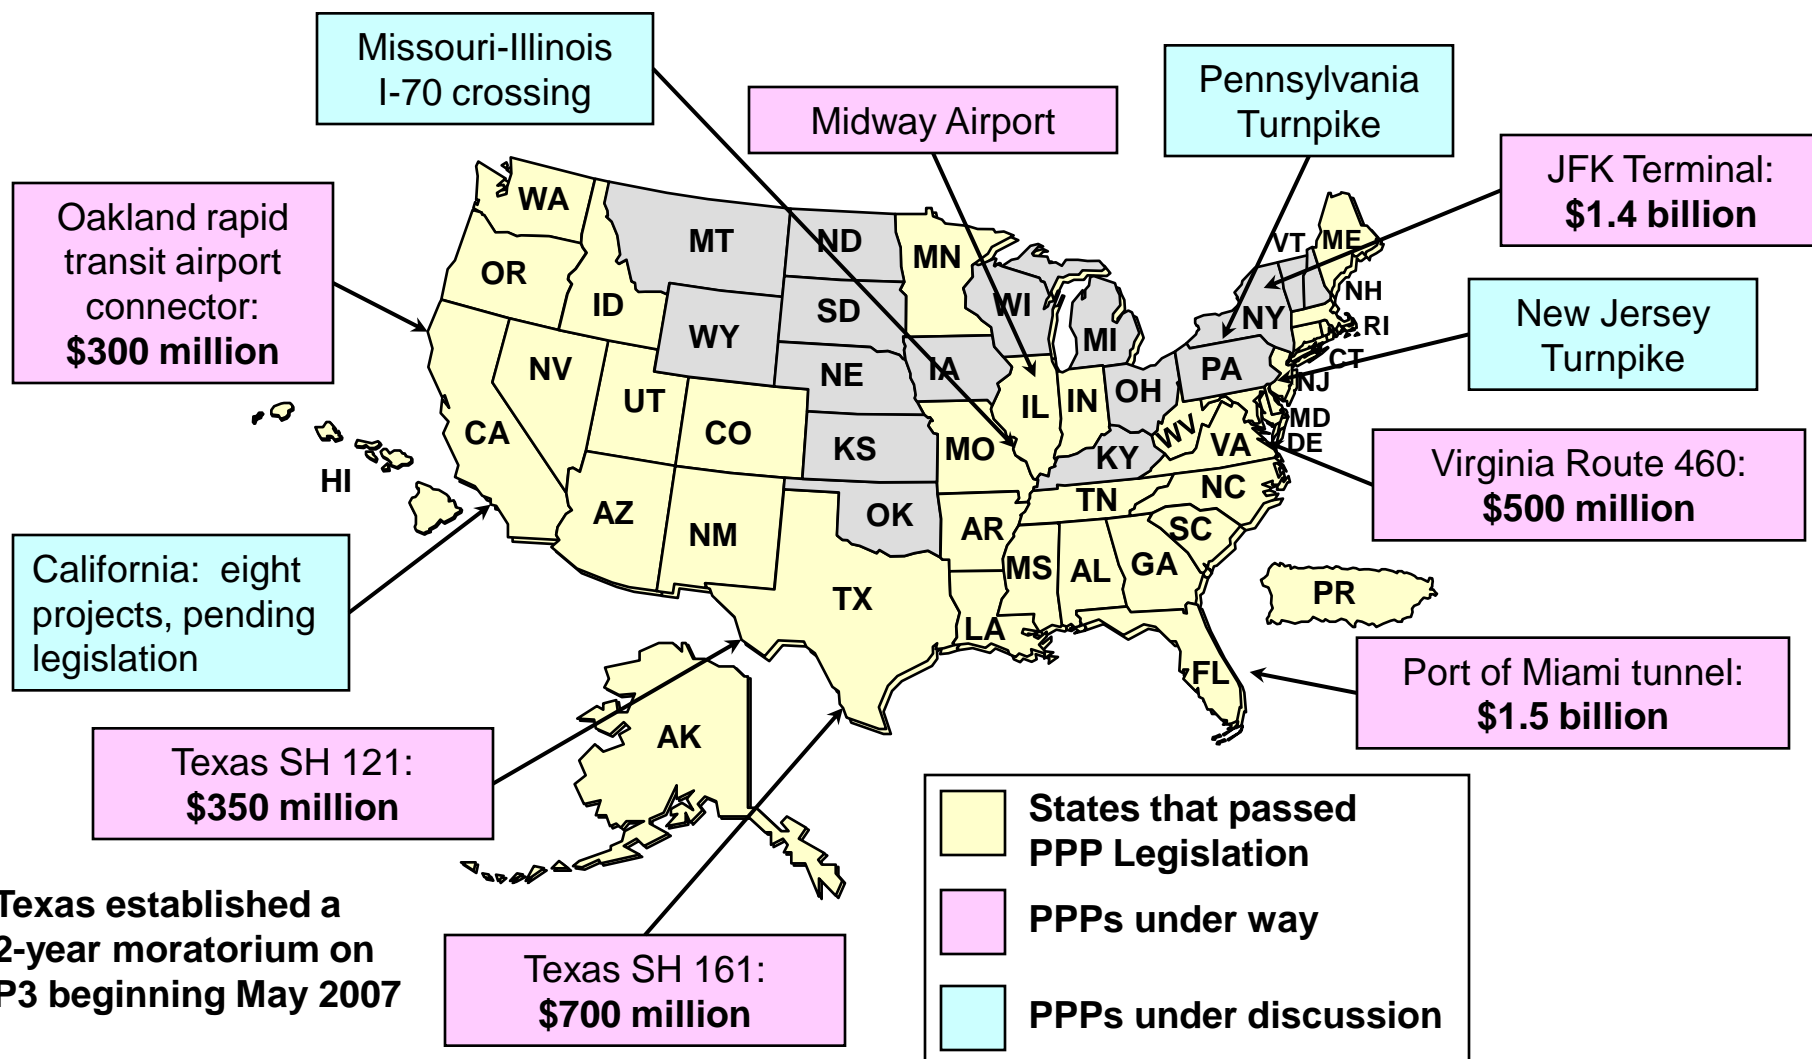 Missouri-Illinois
I-70 crossing
Midway Airport
Pennsylvania
Turnpike
JFK Terminal:
$1.4 billion
Oakland rapid
transit airport
connector:
$300 million
New Jersey
Turnpike
Virginia Route 460:
$500 million
California: eight
projects, pending
legislation
Port of Miami tunnel:
$1.5 billion
Texas SH 121:
$350 million
Texas SH 161:
$700 million
Texas established a
2-year moratorium on
P3 beginning May 2007
States that passed
PPP Legislation
PPPs under way
PPPs under discussion
WA
MT
ND
MN
VT
ME
OR
ID
SD
WI
NH
WY
MI
NY
RI
NV
NE
IA
PA
CT
NJ
UT
CO
IL
IN
OH
MD
CA
KS
MO
WV
VA
DE
HI
KY
AZ
NM
OK
AR
TN
NC
SC
TX
MS
AL
GA
PR
LA
FL
AK